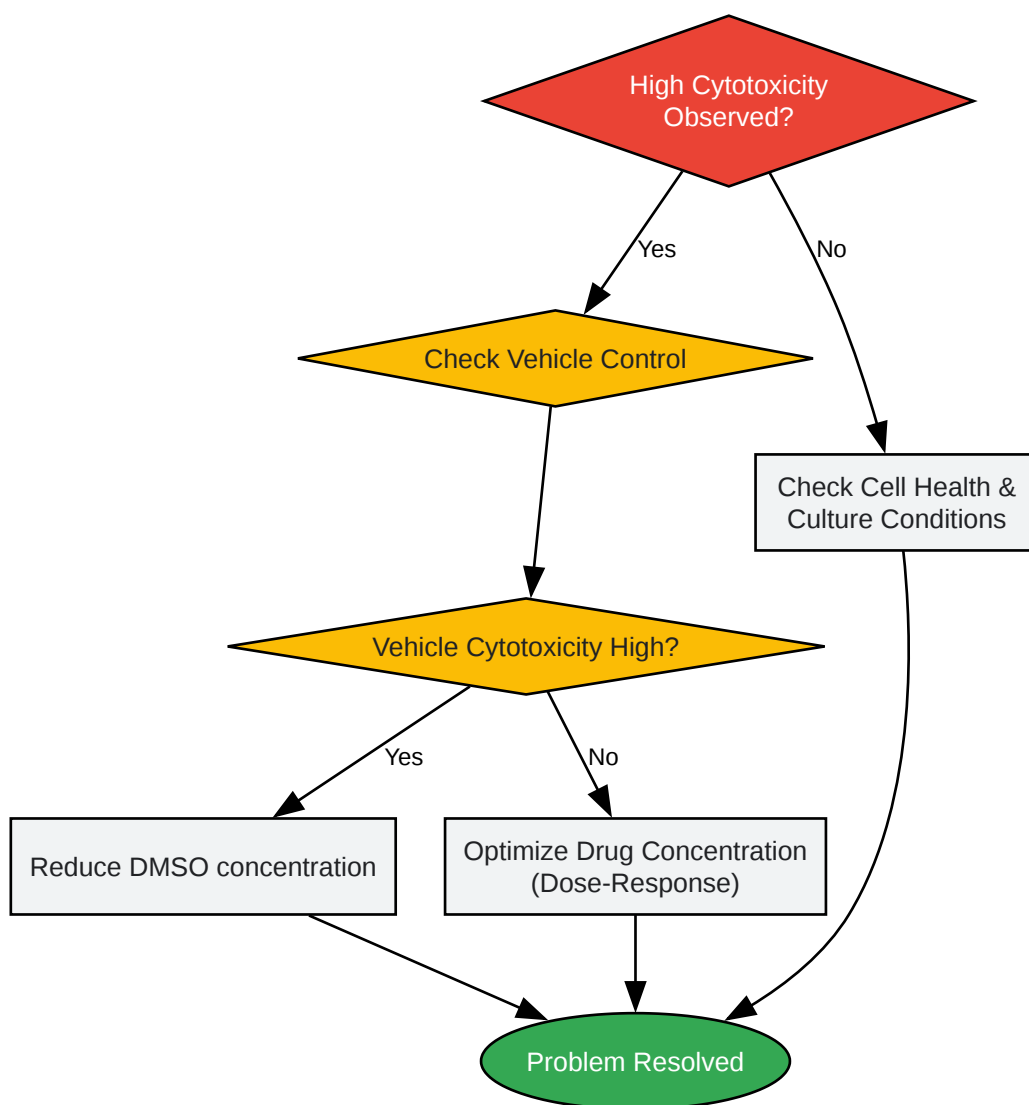 High Cytotoxicity
Observed?
Yes
No
Check Vehicle Control
Check Cell Health &
Culture Conditions
Vehicle Cytotoxicity High?
Yes
No
Reduce DMSO concentration
Optimize Drug Concentration
(Dose-Response)
Problem Resolved